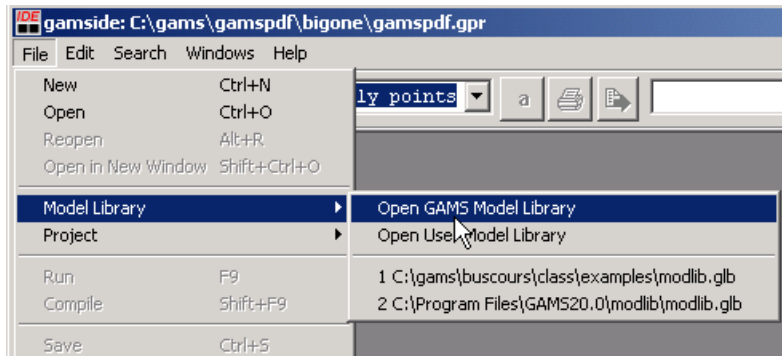 IDE gamside: C:\gams\gamspdf\bigone\gamspdf.gpr
File Edit Search Windows Help
New Ctrl+N
ly points a
Open Ctrl+O
Reopen Alt+R
Open in New Window Shift+Ctrl+O
Model Library Open GAMS Model Library
Project Open User Model Library
Run F9 1 C:\gams\buscours\class\examples\modlib.glb
Compile Shift+F9 2 C:\Program Files\GAMS20.0\modlib\modlib.glb
Save Ctrl+S